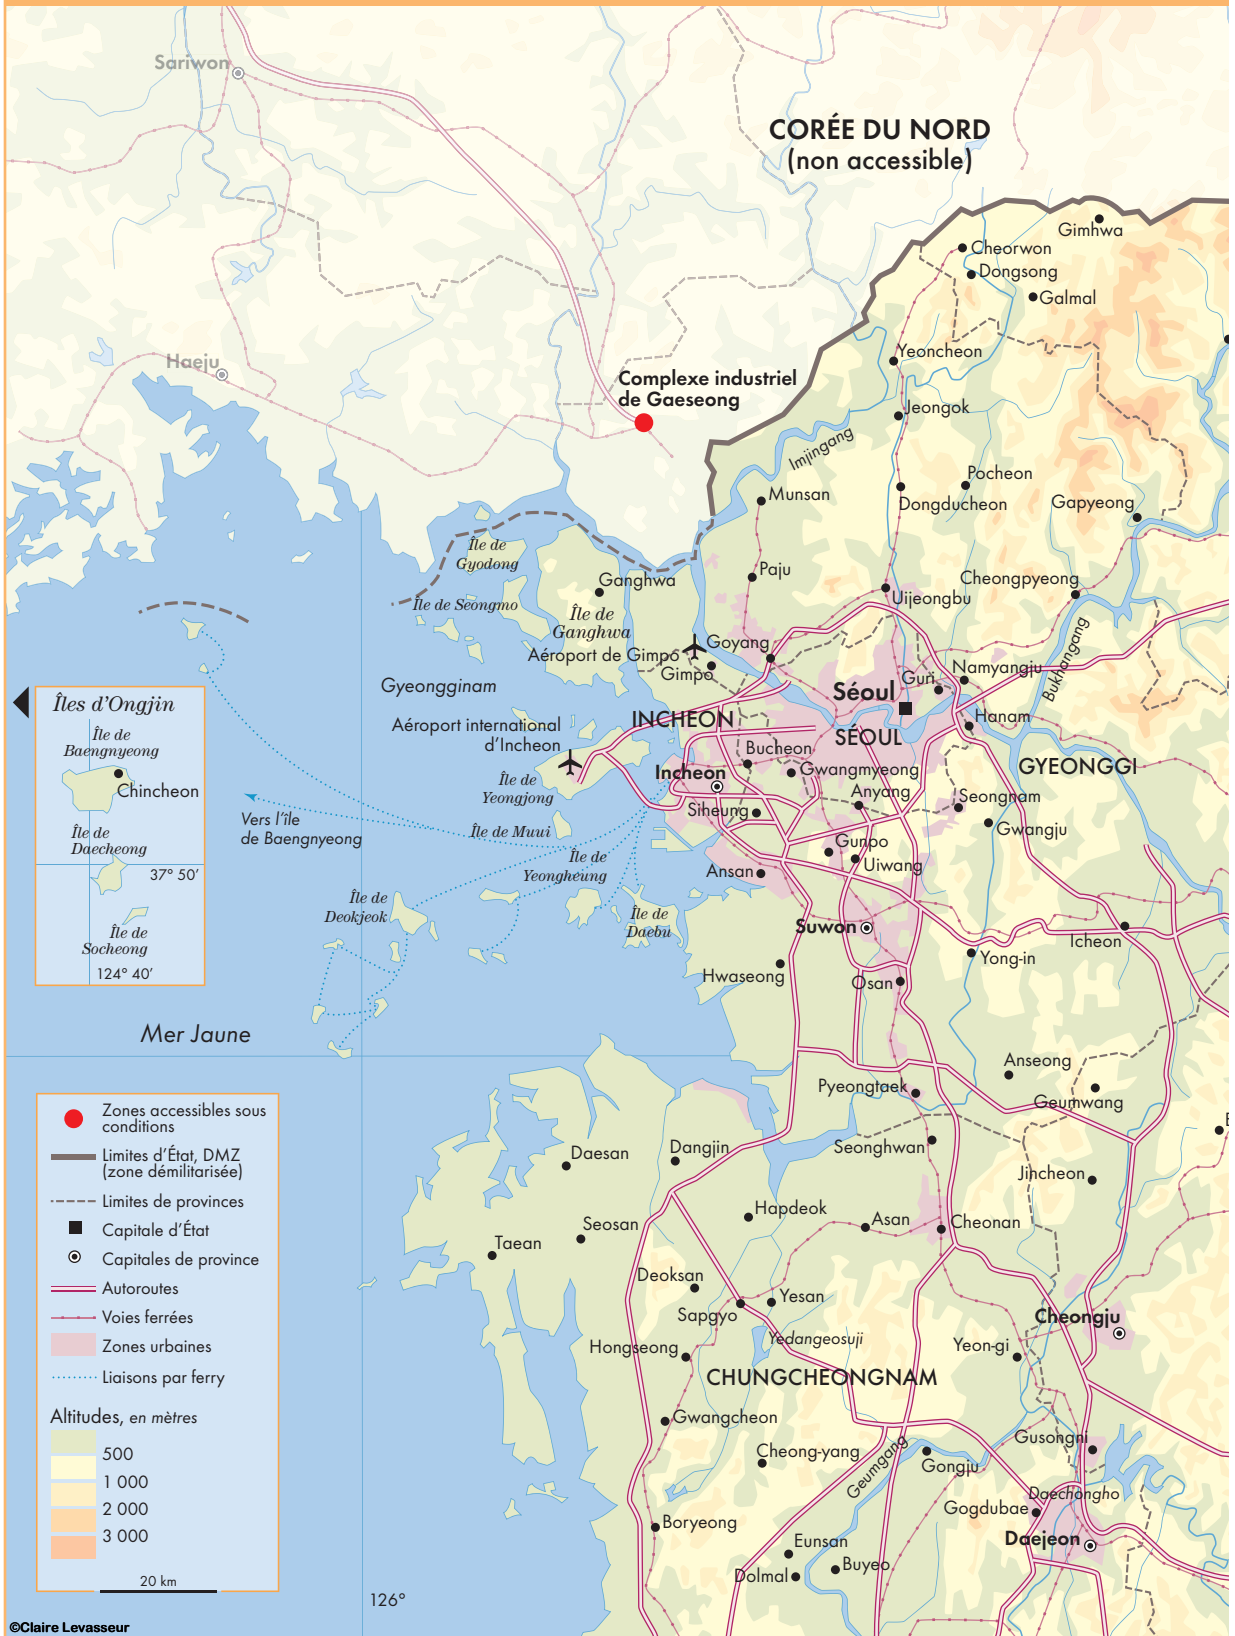 Sariwon
CORÉE DU NORD
(non accessible)
Gimhwa
Cheorwon
Dongsong
Galmal
Haeju
Yeoncheon
Complexe industriel
de Gaeseong
Jeongok
Imjingang
Pocheon
Munsan
Dongducheon
Gapyeong
Île de
Gyodong
Paju
Ganghwa
Cheongpyeong
Uijeongbu
Île de Seongmo
Île de
Ganghwa
Goyang
Aéroport de Gimpo
Gimpo
Bukhangang
Namyangju
Guri
Gyeongginam
Séoul
Îles d'Ongjin
INCHEON
Hanam
Aéroport international
d'Incheon
SÉOUL
Île de
Baengnyeong
Bucheon
GYEONGGI
Incheon
Gwangmyeong
Chincheon
Île de
Yeongjong
Anyang
Seongnam
Siheung
Vers l'île
de Baengnyeong
Île de Muui
Gwangju
Île de
Daecheong
Gunpo
Île de
Yeongheung
Uiwang
37° 50'
Ansan
Île de
Deokjeok
Île de
Daebu
Suwon
Île de
Socheong
Icheon
Yong-in
124° 40'
Hwaseong
Osan
Mer Jaune
Anseong
Pyeongtaek
Geumwang
Zones accessibles sous
conditions
Limites d'État, DMZ
(zone démilitarisée)
Limites de provinces
Capitale d'État
Capitales de province
Autoroutes
Voies ferrées
Zones urbaines
Liaisons par ferry
Altitudes, en mètres
500
1 000
2 000
3 000
20 km
Seonghwan
Dangjin
Daesan
Jincheon
Hapdeok
Seosan
Asan
Cheonan
Taean
Deoksan
Yesan
Sapgyo
Cheongju
Yedangeosuji
Hongseong
Yeon-gi
CHUNGCHEONGNAM
Gwangcheon
Gusongni
Cheong-yang
Geumgang
Gongju
Daechongho
Gogdubae
Boryeong
Daejeon
Eunsan
Buyeo
Dolmal
126°
©Claire Levasseur